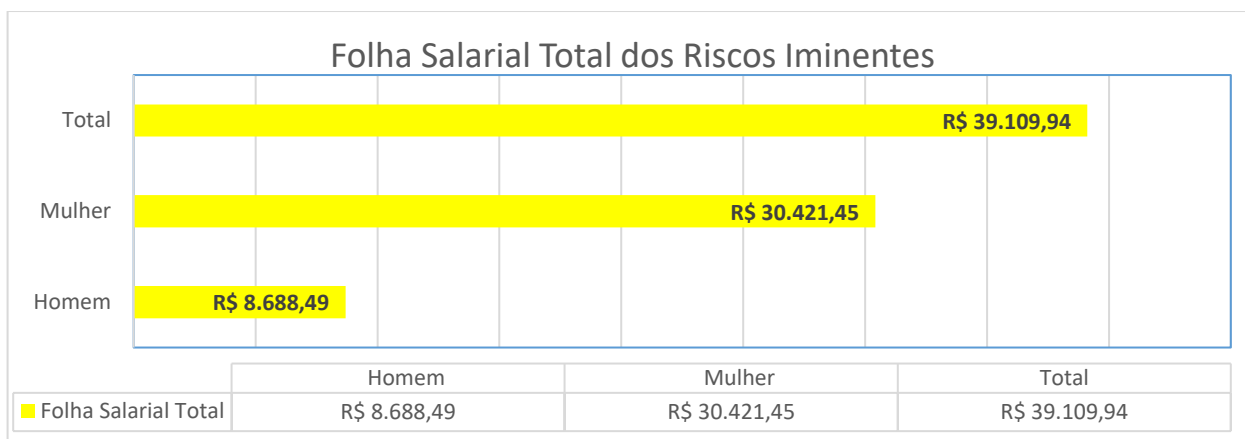 Folha Salarial Total dos Riscos Iminentes
Total
R$ 39.109,94
Mulher
R$ 30.421,45
Homem
R$ 8.688,49
Homem Mulher Total
Folha Salarial Total R$ 8.688,49 R$ 30.421,45 R$ 39.109,94